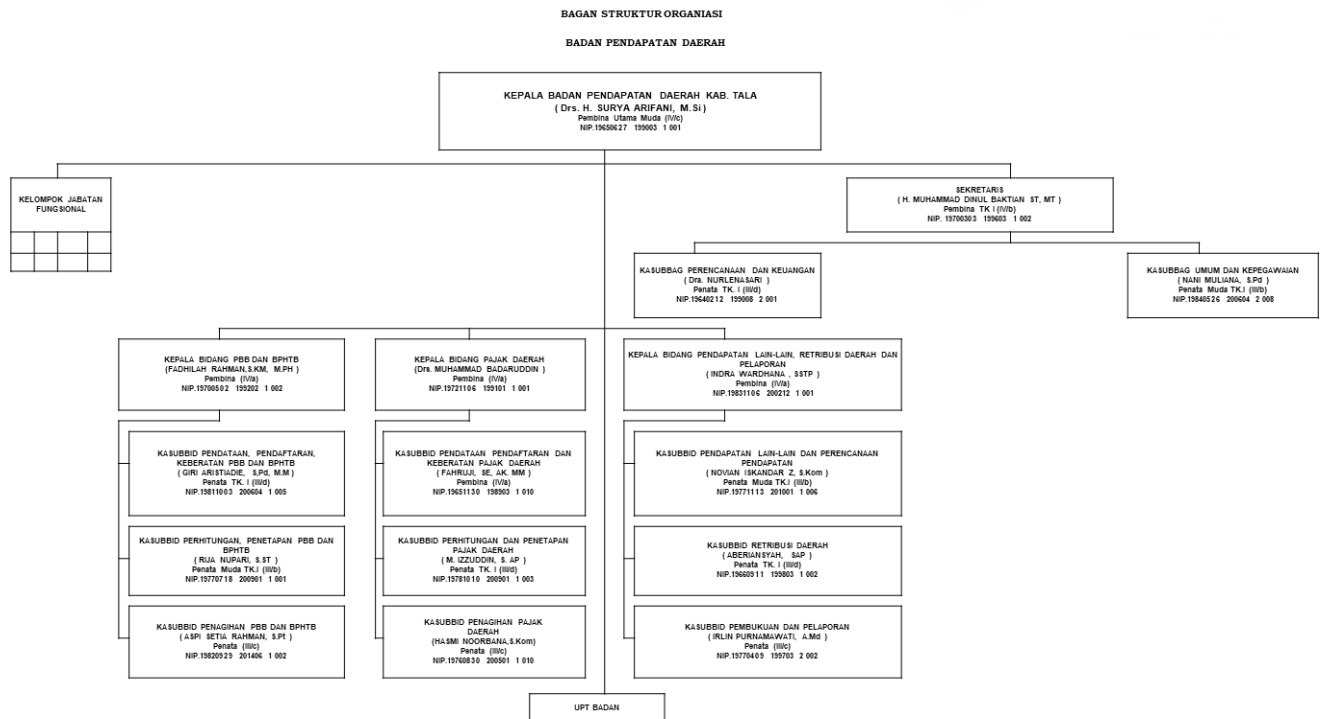 BAGAN STRUKTUR ORGANIASI
BADAN PENDAPATAN DAERAH
KEPALA BADAN PENDAPATAN DAERAH KAB. TALA
( Drs. H. SURYA ARIFANI, M.Si )
Pembina Utama Muda (IV/c)
NIP.19650627 199003 1 001
KELOMPOK JABATAN
FUNGSIONAL
SEKRETARIS
( H. MUHAMMAD DINUL BAKTIAN ST, MT )
Pembina TK I (IV/b)
NIP. 19700303 199603 1 002
KASUBBAG PERENCANAAN DAN KEUANGAN
( Dra. NURLENASARI )
Penata TK. I (III/d)
NIP.19640212 199008 2 001
KASUBBAG UMUM DAN KEPEGAWAIAN
( NANI MULIANA, S.Pd )
Penata Muda TK.I (III/b)
NIP.19840526 200604 2 008
KEPALA BIDANG PBB DAN BPHTB
(FADHILAH RAHMAN,S.KM, M.PH )
Pembina (IV/a)
NIP.19700502 199202 1 002
KEPALA BIDANG PAJAK DAERAH
(Drs. MUHAMMAD BADARUDDIN )
Pembina (IV/a)
NIP.19721106 199101 1 001
KEPALA BIDANG PENDAPATAN LAIN-LAIN, RETRIBUSI DAERAH DAN
PELAPORAN
( INDRA WARDHANA , SSTP )
Pembina (IV/a)
NIP.19831106 200212 1 001
KASUBBID PENDATAAN, PENDAFTARAN,
KEBERATAN PBB DAN BPHTB
( GIRI ARISTIADIE, S,Pd, M.M )
Penata TK. I (III/d)
NIP.19811003 200604 1 005
KASUBBID PENDATAAN PENDAFTARAN DAN
KEBERATAN PAJAK DAERAH
( FAHRUJI, SE, AK. MM )
Pembina (IV/a)
NIP.19651130 198903 1 010
KASUBBID PENDAPATAN LAIN-LAIN DAN PERENCANAAN
PENDAPATAN
( NOVIAN ISKANDAR Z, S.Kom )
Penata Muda TK.I (III/b)
NIP.19771113 201001 1 006
KASUBBID PERHITUNGAN, PENETAPAN PBB DAN
BPHTB
( RIJA NUPARI, S.ST )
Penata Muda TK.I (III/b)
NIP.19770718 200901 1 001
KASUBBID PERHITUNGAN DAN PENETAPAN
PAJAK DAERAH
( M. IZZUDDIN, S. AP )
Penata TK. I (III/d)
NIP.19781010 200901 1 003
KASUBBID RETRIBUSI DAERAH
( ABERIANSYAH, SAP )
Penata TK. I (III/d)
NIP.19660911 199803 1 002
KASUBBID PENAGIHAN PBB DAN BPHTB
( ASPI SETIA RAHMAN, S.Pt )
Penata (III/c)
NIP.19820929 201406 1 002
KASUBBID PENAGIHAN PAJAK
DAERAH
(HASMI NOORBANA,S.Kom)
Penata (III/c)
NIP.19760830 200501 1 010
KASUBBID PEMBUKUAN DAN PELAPORAN
( IRLIN PURNAMAWATI, A.Md )
Penata (III/c)
NIP.19770409 199703 2 002
UPT BADAN